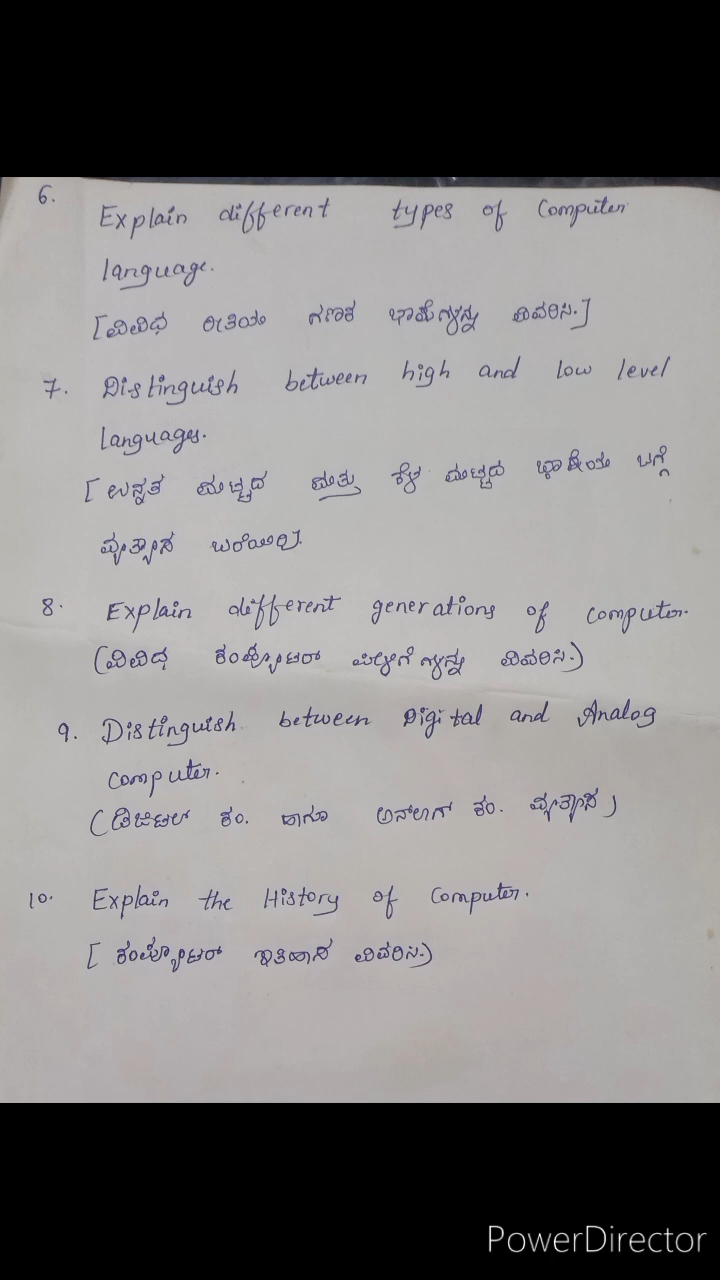 6.
Explain different types of Computer
language.
[ವಿವಿಧ ರೀತಿಯ ಗಣಕ ಭಾಷೆಗಳನ್ನು ವಿವರಿಸಿ.]
7. Distinguish between high and low level
languages.
[ಉನ್ನತ ಮಟ್ಟದ ಮತ್ತು ಕೆಳ ಮಟ್ಟದ ಭಾಷೆಯ ಬಗ್ಗೆ
ವ್ಯತ್ಯಾಸ ಬರೆಯಿರಿ].
8. Explain different generations of computer.
(ವಿವಿಧ ಕಂಪ್ಯೂಟರ್ ಪೀಳಿಗೆಗಳನ್ನು ವಿವರಿಸಿ.)
9. Distinguish between Digital and Analog
computer.
(ಡಿಜಿಟಲ್ ಕಂ. ಹಾಗೂ ಅನ್‌ಲಾಗ್ ಕಂ. ವ್ಯತ್ಯಾಸ)
10. Explain the History of Computer.
[ಕಂಪ್ಯೂಟರ್ ಇತಿಹಾಸ ವಿವರಿಸಿ.)
PowerDirector